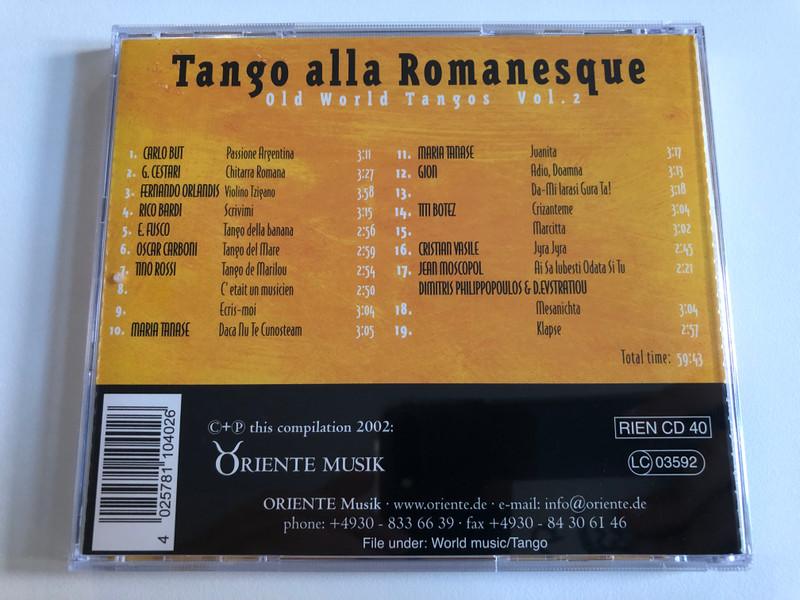 Tango alla Romanesque
Old World Tangos Vol.2
1. CARLO BUT Passione Argentina 3:11
2. G. CESTARI Chitarra Romana 3:27
3. FERNANDO ORLANDIS Violino Tzigano 3.58
4. RICO BARDI Scrivimi 3:15
5. E. FUSCO Tango della banana 2:56
6. OSCAR CARBONI Tango del Mare 2:59
7. TINO ROSSI Tango de Marilou 2:54
8. C' etait un musicien 2:50
9. Ecris-moi 3:04
10. MARIA TANASE Daca Nu Te Cunosteam 3:05
11. MARIA TANASE Juanita 3:17
12. GION Adio, Doamna 3:13
13. Da-Mi Iarasi Gura Ta! 3:18
14. TITI BOTEZ Crizanteme 3:04
15. Marcitta 3:02
16. CRISTIAN VASILE Jyra Jyra 2:45
17. JEAN MOSCOPOL Ai Sa Iubesti Odata Si Tu 2:21
DIMITRIS PHILIPPOPOULOS & D.EVSTRATIOU
18. Mesanichta 3:04
19. Klapse 2:57
Total time: 59:43
4 025781 104026
©+℗ this compilation 2002:
ORIENTE MUSIK
RIEN CD 40
LC 03592
ORIENTE Musik · www.oriente.de · e-mail: info@oriente.de
phone: +4930 - 833 66 39 · fax +4930 - 84 30 61 46
File under: World music/Tango